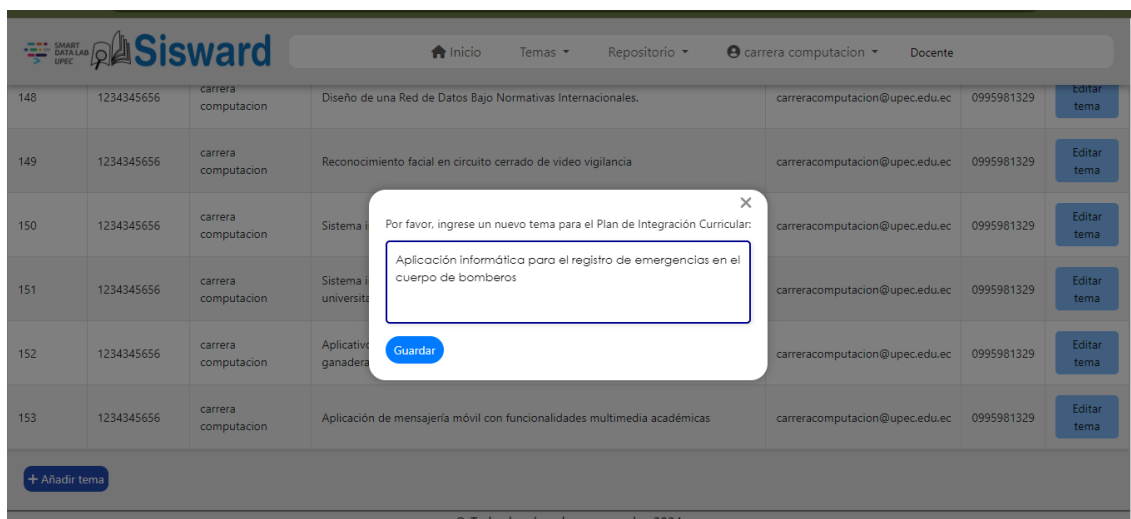 SMART
DATA LAB
UPEC
Sisward
Inicio Temas Repositorio carrera computacion Docente
148 1234345656 carrera computacion Diseño de una Red de Datos Bajo Normativas Internacionales. carreracomputacion@upec.edu.ec 0995981329 Editar tema
149 1234345656 carrera computacion Reconocimiento facial en circuito cerrado de video vigilancia carreracomputacion@upec.edu.ec 0995981329 Editar tema
150 1234345656 carrera computacion Sistema carreracomputacion@upec.edu.ec 0995981329 Editar tema
151 1234345656 carrera computacion Sistema carreracomputacion@upec.edu.ec 0995981329 Editar tema
152 1234345656 carrera computacion carreracomputacion@upec.edu.ec 0995981329 Editar tema
153 1234345656 carrera computacion Aplicación de mensajería móvil con funcionalidades multimedia académicas carreracomputacion@upec.edu.ec 0995981329 Editar tema
Por favor, ingrese un nuevo tema para el Plan de Integración Curricular:
Aplicación informática para el registro de emergencias en el
cuerpo de bomberos
Guardar
+ Añadir tema